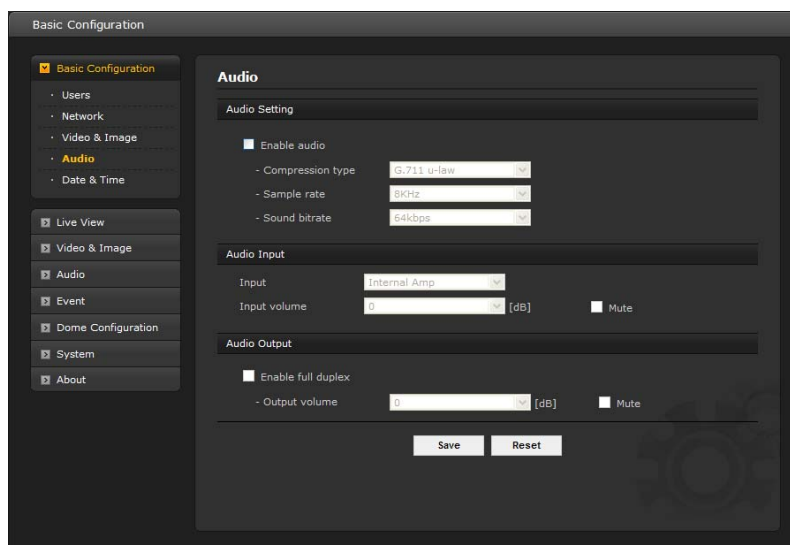 Basic Configuration
Basic Configuration
· Users
· Network
· Video & Image
· Audio
· Date & Time
Live View
Video & Image
Audio
Event
Dome Configuration
System
About
Audio
Audio Setting
Enable audio
- Compression type G.711 u-law
- Sample rate 8KHz
- Sound bitrate 64kbps
Audio Input
Input Internal Amp
Input volume 0 [dB] Mute
Audio Output
Enable full duplex
- Output volume 0 [dB] Mute
Save Reset